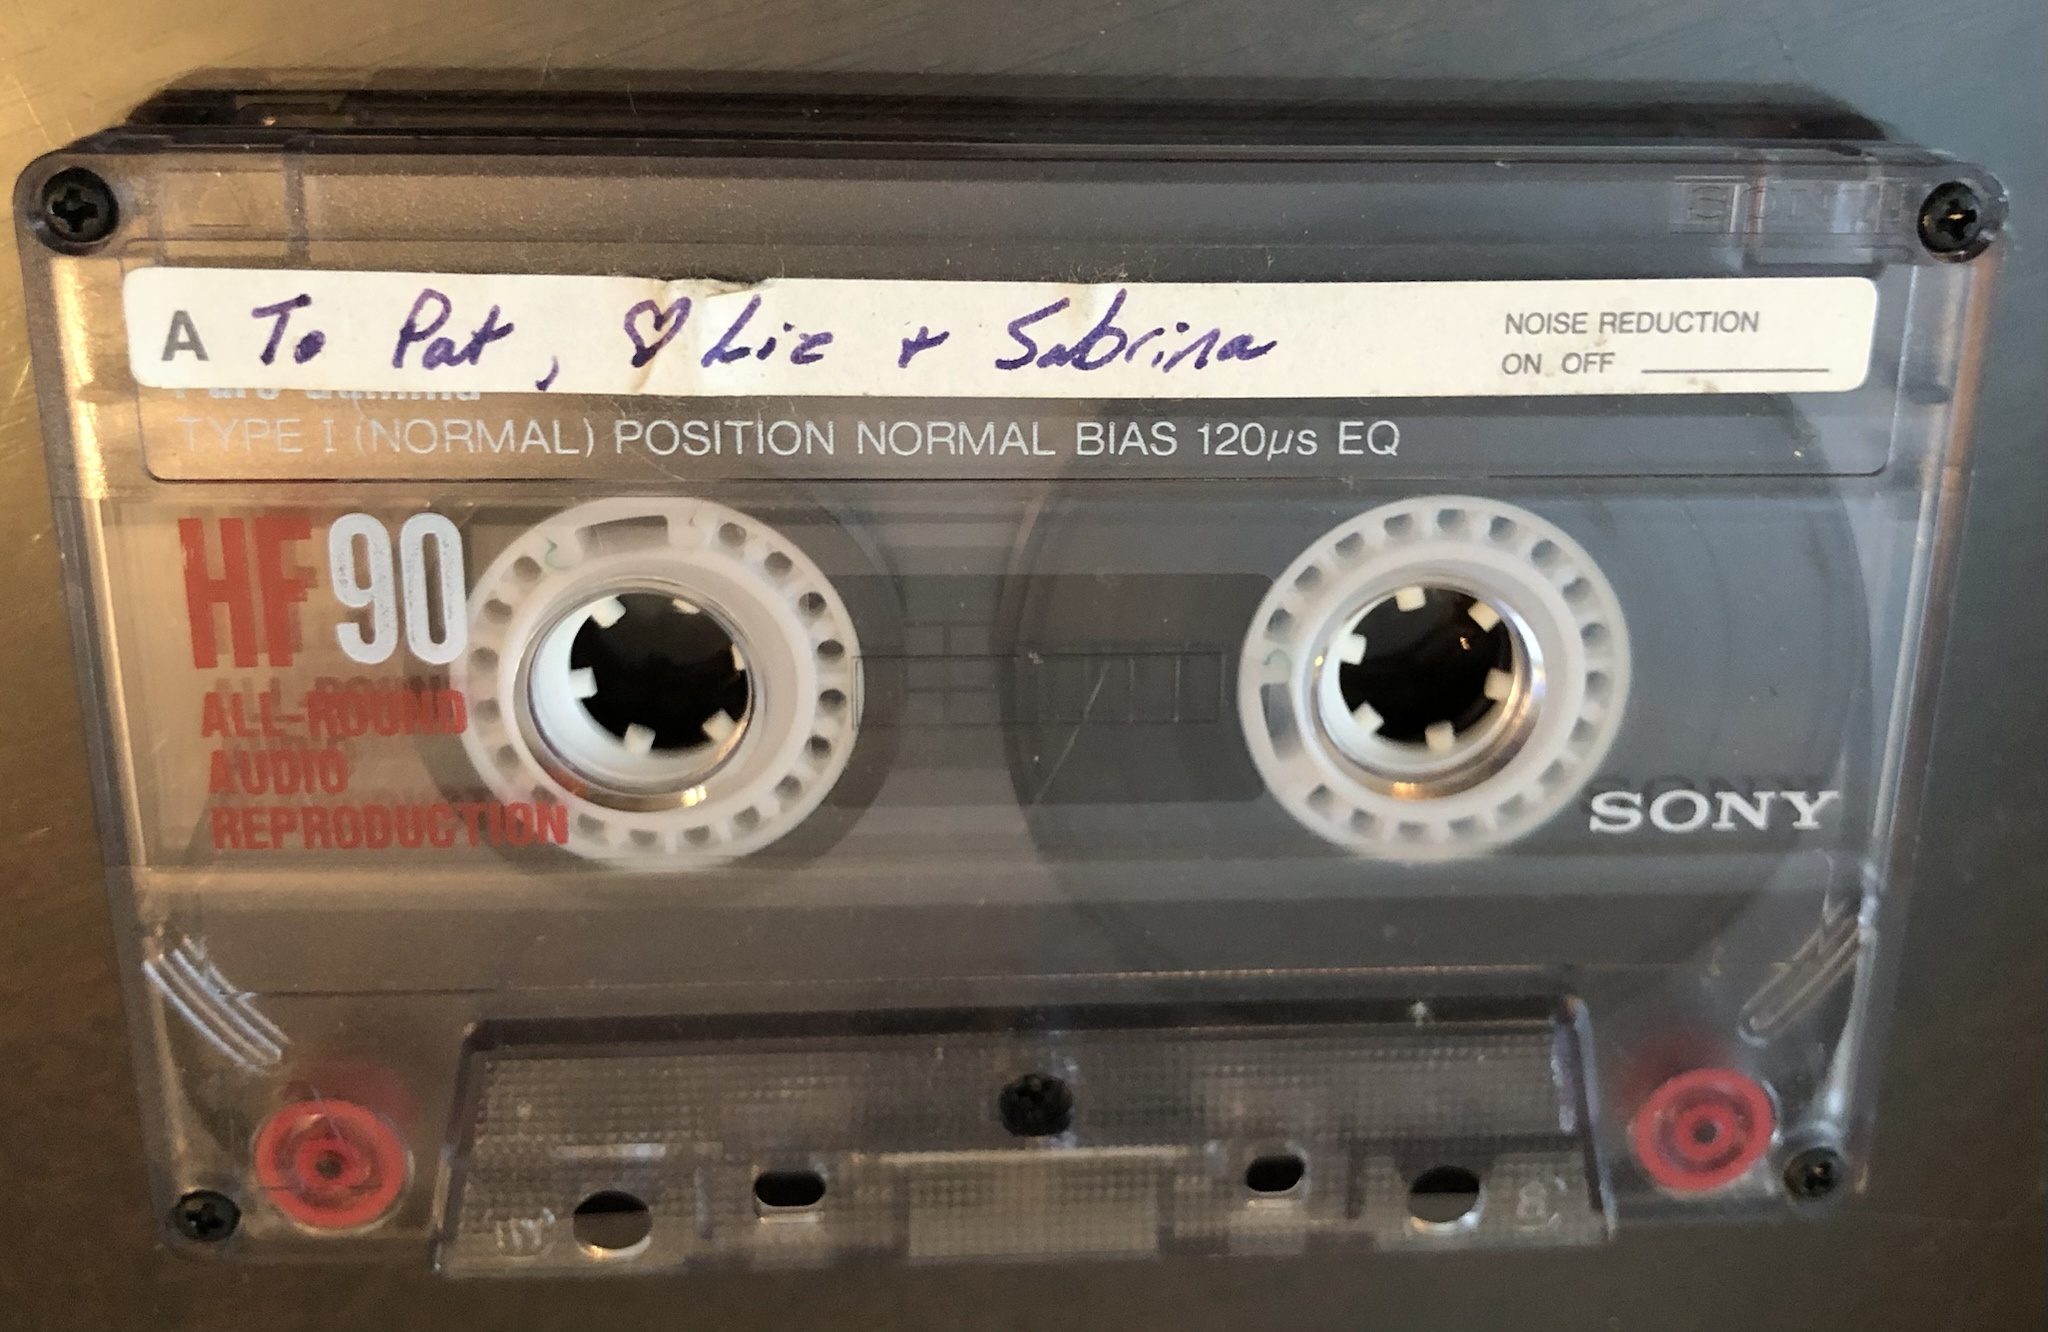 A To Pat, ♡ Liz + Sabrina
NOISE REDUCTION
ON OFF
TYPE I (NORMAL) POSITION NORMAL BIAS 120μs EQ
HF 90
ALL-ROUND
AUDIO
REPRODUCTION
SONY
SONY